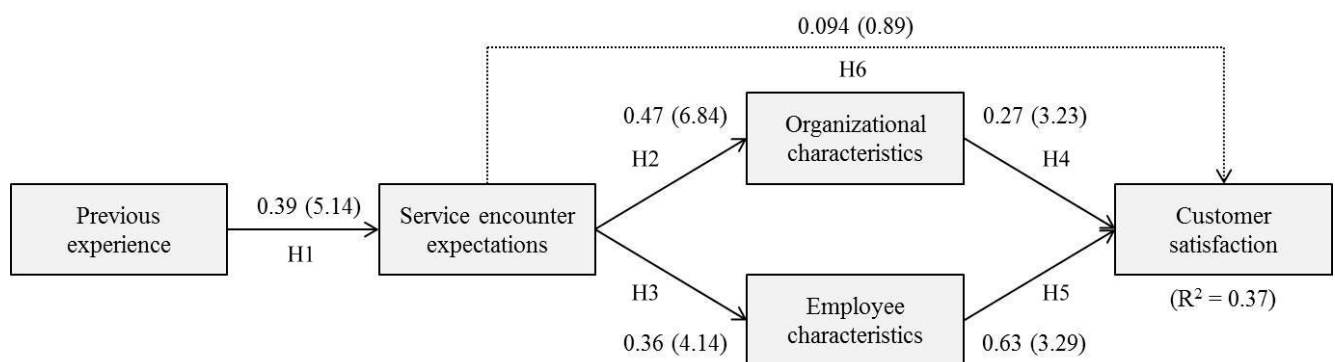 0.094 (0.89)
H6
0.47 (6.84)
H2
Organizational
characteristics
0.27 (3.23)
H4
Previous
experience
0.39 (5.14)
H1
Service encounter
expectations
Customer
satisfaction
(R² = 0.37)
H3
0.36 (4.14)
Employee
characteristics
H5
0.63 (3.29)